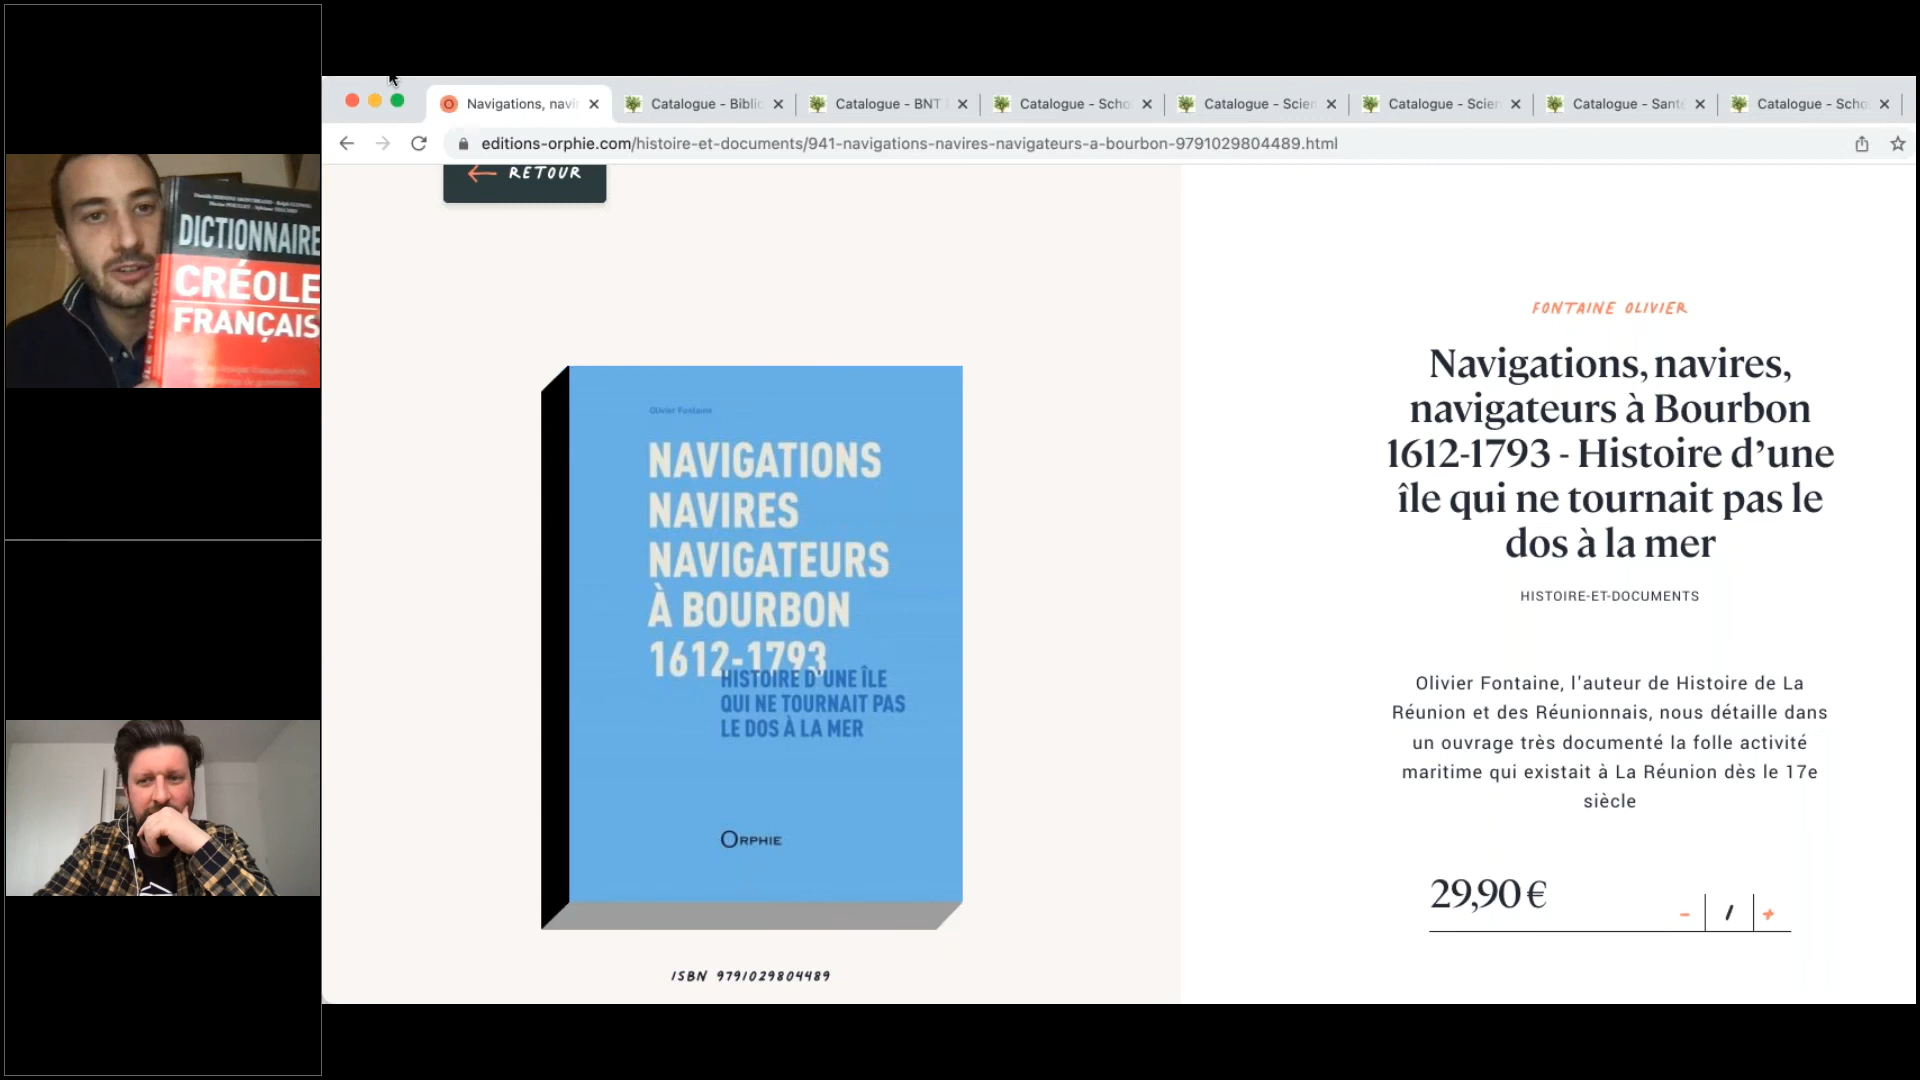 DICTIONNAIRE
CRÉOLE
FRANÇAIS
Navigations, navir
Catalogue - Biblio
Catalogue - BNT
Catalogue - Scho
Catalogue - Scien
Catalogue - Scien
Catalogue - Sant
Catalogue - Scho
editions-orphie.com/histoire-et-documents/941-navigations-navires-navigateurs-a-bourbon-9791029804489.html
RETOUR
Olivier Fontaine
NAVIGATIONS
NAVIRES
NAVIGATEURS
À BOURBON
1612-1793
HISTOIRE D'UNE ÎLE
QUI NE TOURNAIT PAS
LE DOS À LA MER
ORPHIE
ISBN 9791029804489
FONTAINE OLIVIER
Navigations, navires,
navigateurs à Bourbon
1612-1793 - Histoire d’une
île qui ne tournait pas le
dos à la mer
HISTOIRE-ET-DOCUMENTS
Olivier Fontaine, l’auteur de Histoire de La
Réunion et des Réunionnais, nous détaille dans
un ouvrage très documenté la folle activité
maritime qui existait à La Réunion dès le 17e
siècle
29,90 €
- 1 +